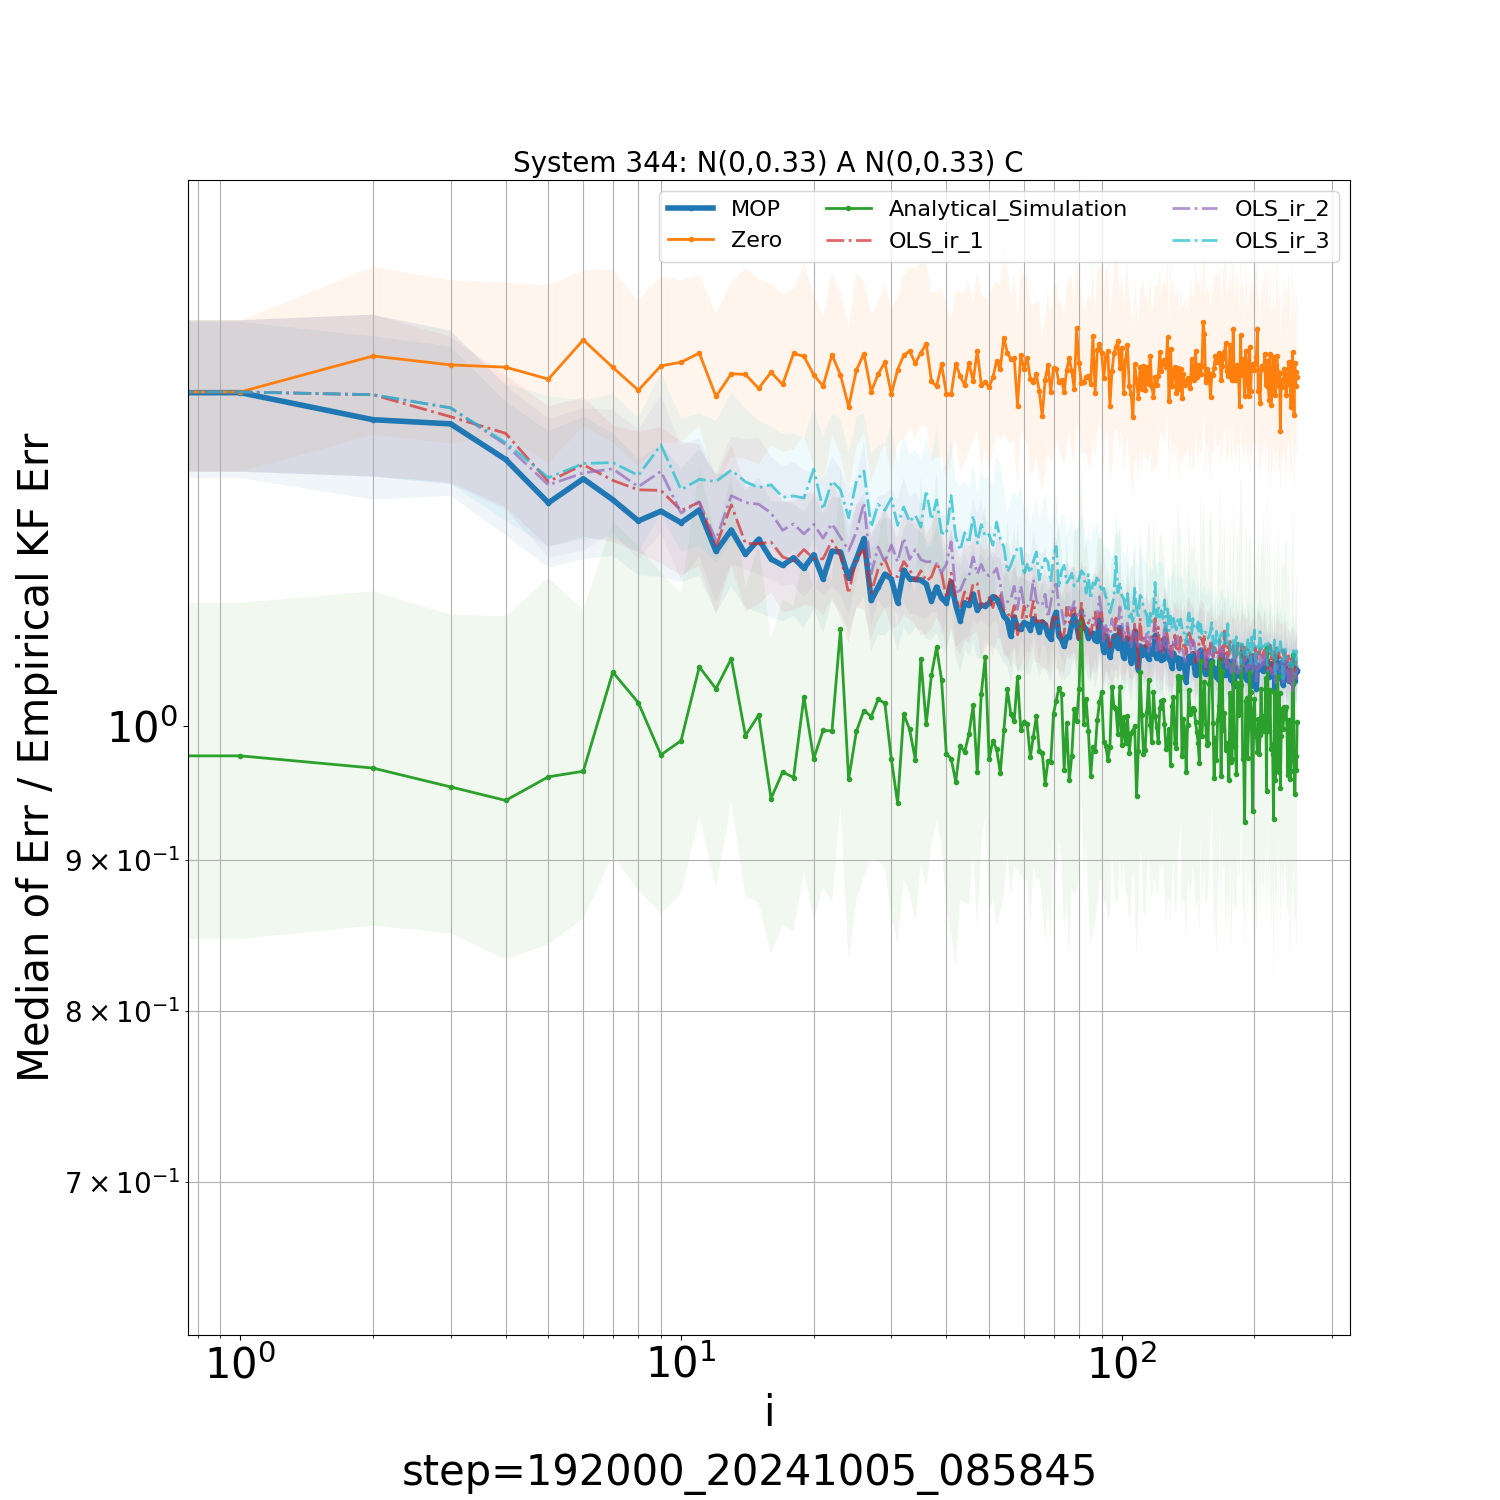 System 344: N(0,0.33) A N(0,0.33) C
MOP
Zero
Analytical_Simulation
OLS_ir_1
OLS_ir_2
OLS_ir_3
Median of Err / Empirical KF Err
10⁰
9 × 10⁻¹
8 × 10⁻¹
7 × 10⁻¹
10⁰ 10¹ 10²
i
step=192000_20241005_085845